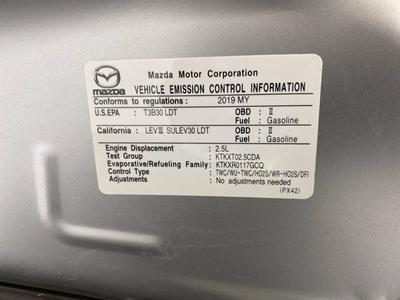 mazda
Mazda Motor Corporation
VEHICLE EMISSION CONTROL INFORMATION
Conforms to regulations : 2019 MY
U.S.EPA : T3B30 LDT OBD : II
Fuel : Gasoline
California : LEVIII SULEV30 LDT OBD : II
Fuel : Gasoline
Engine Displacement : 2.5L
Test Group : KTKXT02.5CDA
Evaporative/Refueling Family : KTKXR0117GCQ
Control Type : TWC/WU-TWC/HO2S/WR-HO2S/DFI
Adjustments : No adjustments needed
(PX42)